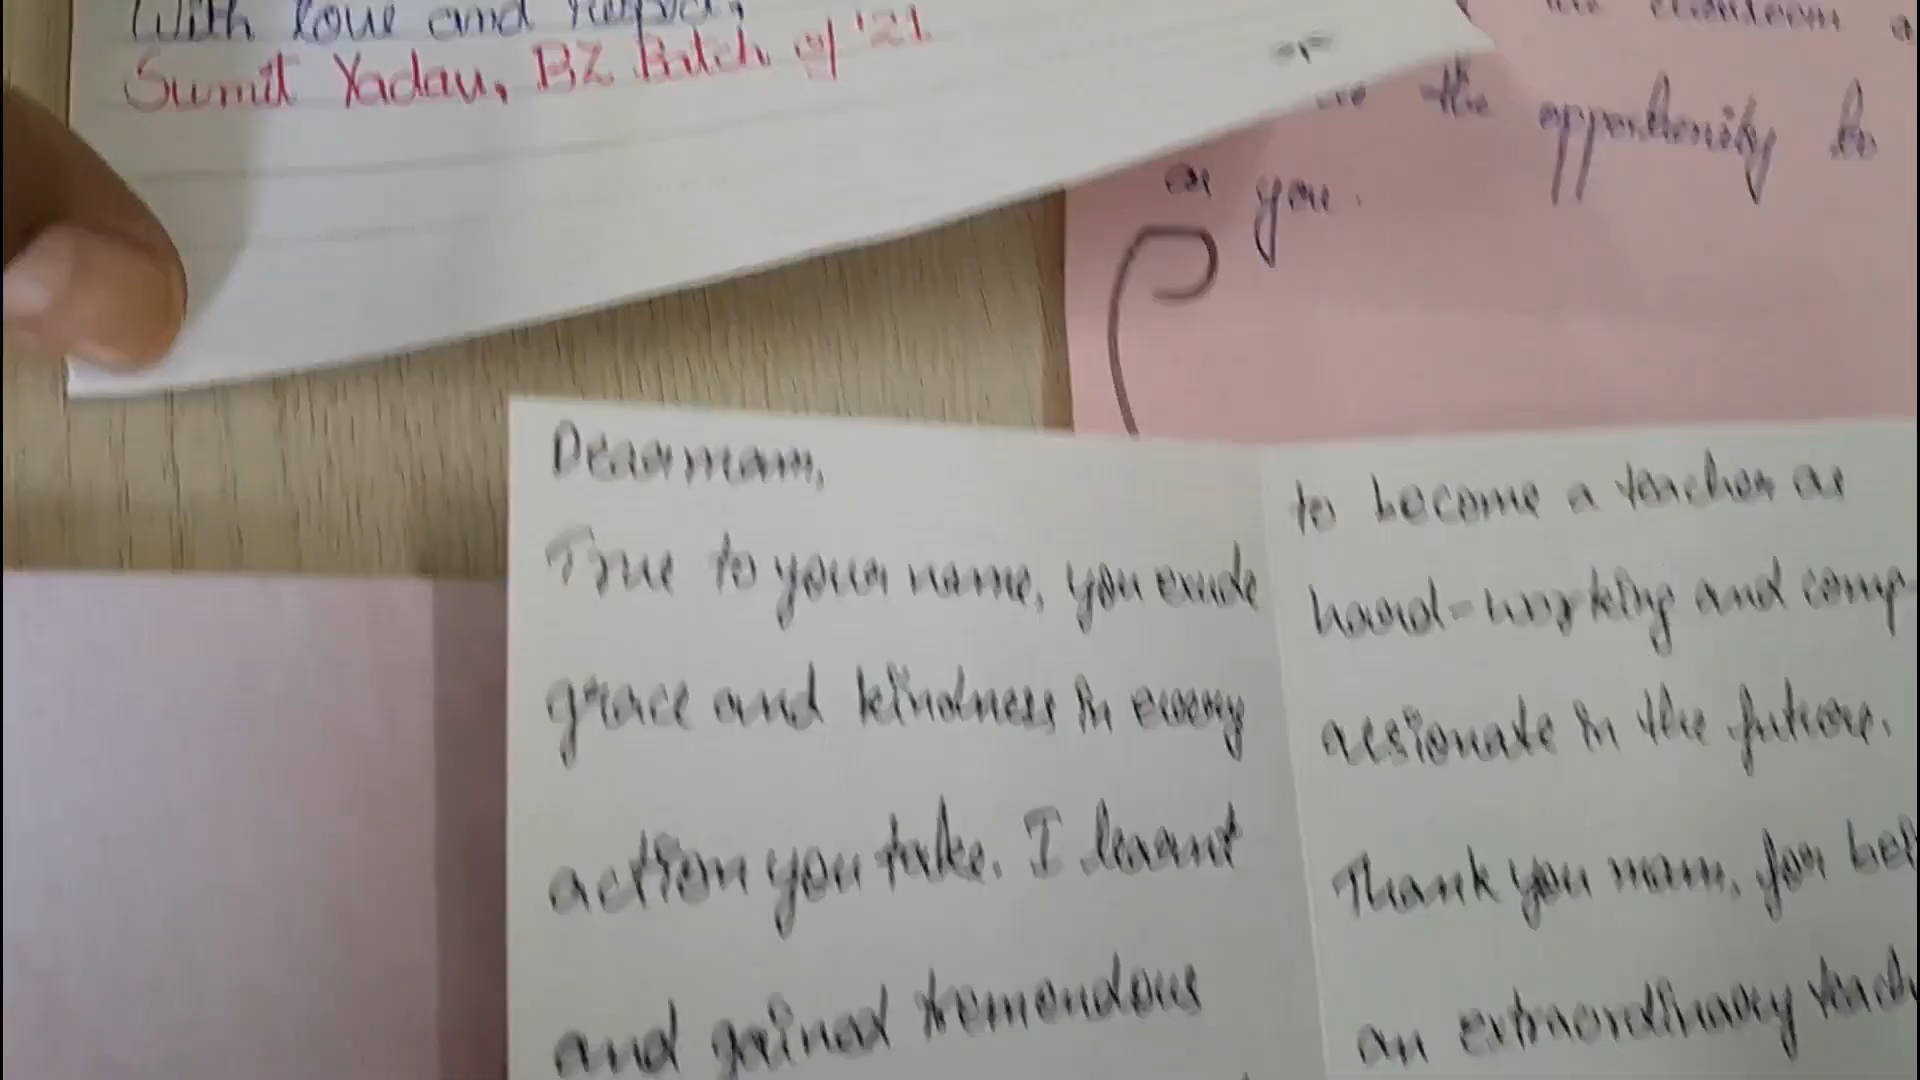 With love and respect,
Sumit Yadav, BZ Batch of '21
the opportunity to
you.
Dear mam,
True to your name, you exude
grace and kindness in every
action you take. I learnt
and gained tremendous
to become a teacher as
hard-working and comp-
assionate in the future.
Thank you mam, for bei
an extraordinary teach